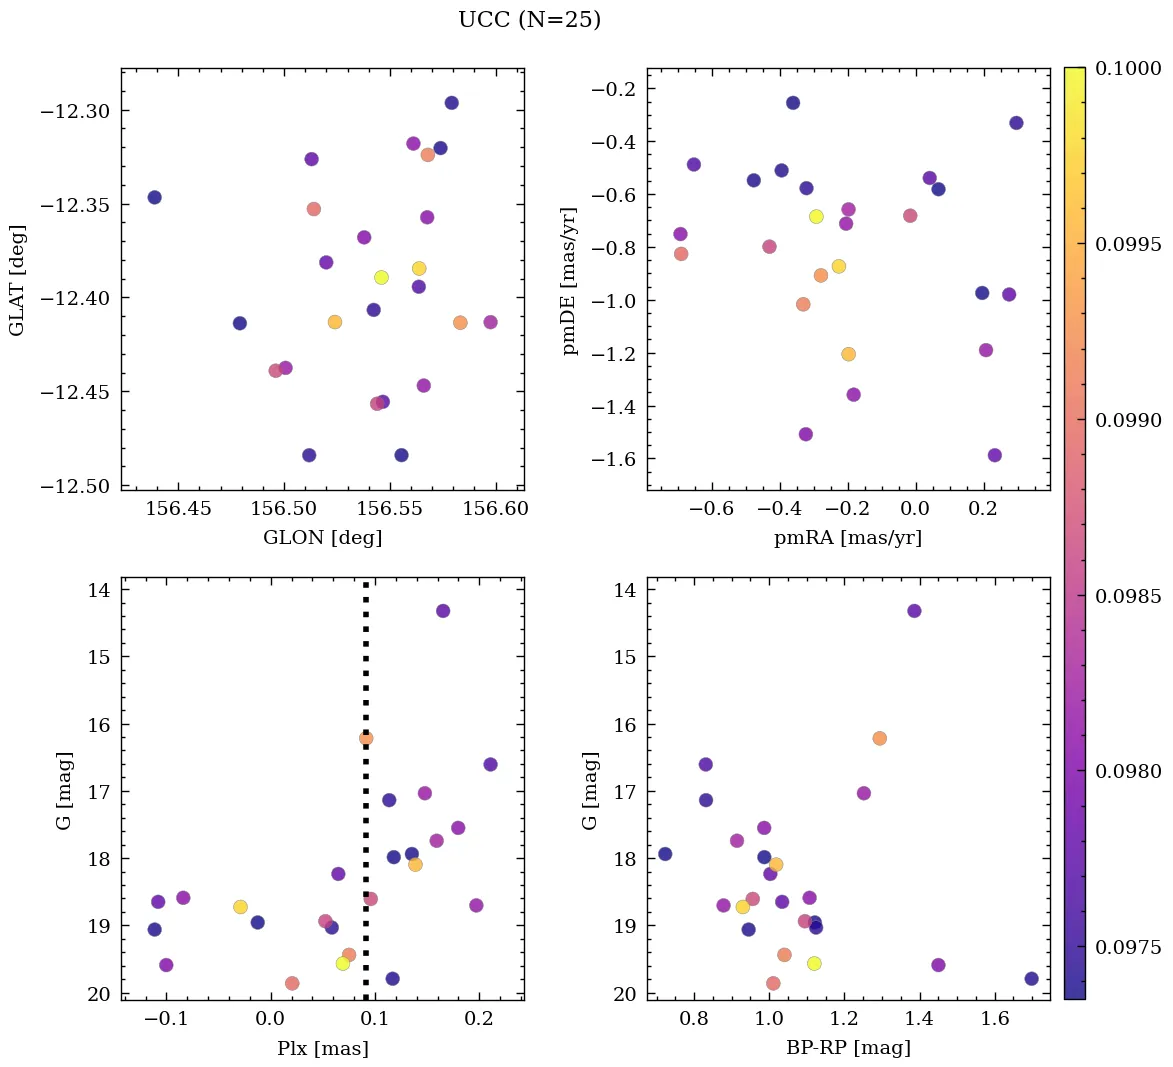 UCC (N=25)
−12.30
−12.35
−12.40
−12.45
−12.50
GLAT [deg]
156.45 156.50 156.55 156.60
GLON [deg]
−0.2
−0.4
−0.6
−0.8
−1.0
−1.2
−1.4
−1.6
pmDE [mas/yr]
−0.6 −0.4 −0.2 0.0 0.2
pmRA [mas/yr]
14
15
16
17
18
19
20
G [mag]
−0.1 0.0 0.1 0.2
Plx [mas]
14
15
16
17
18
19
20
G [mag]
0.8 1.0 1.2 1.4 1.6
BP-RP [mag]
0.1000
0.0995
0.0990
0.0985
0.0980
0.0975